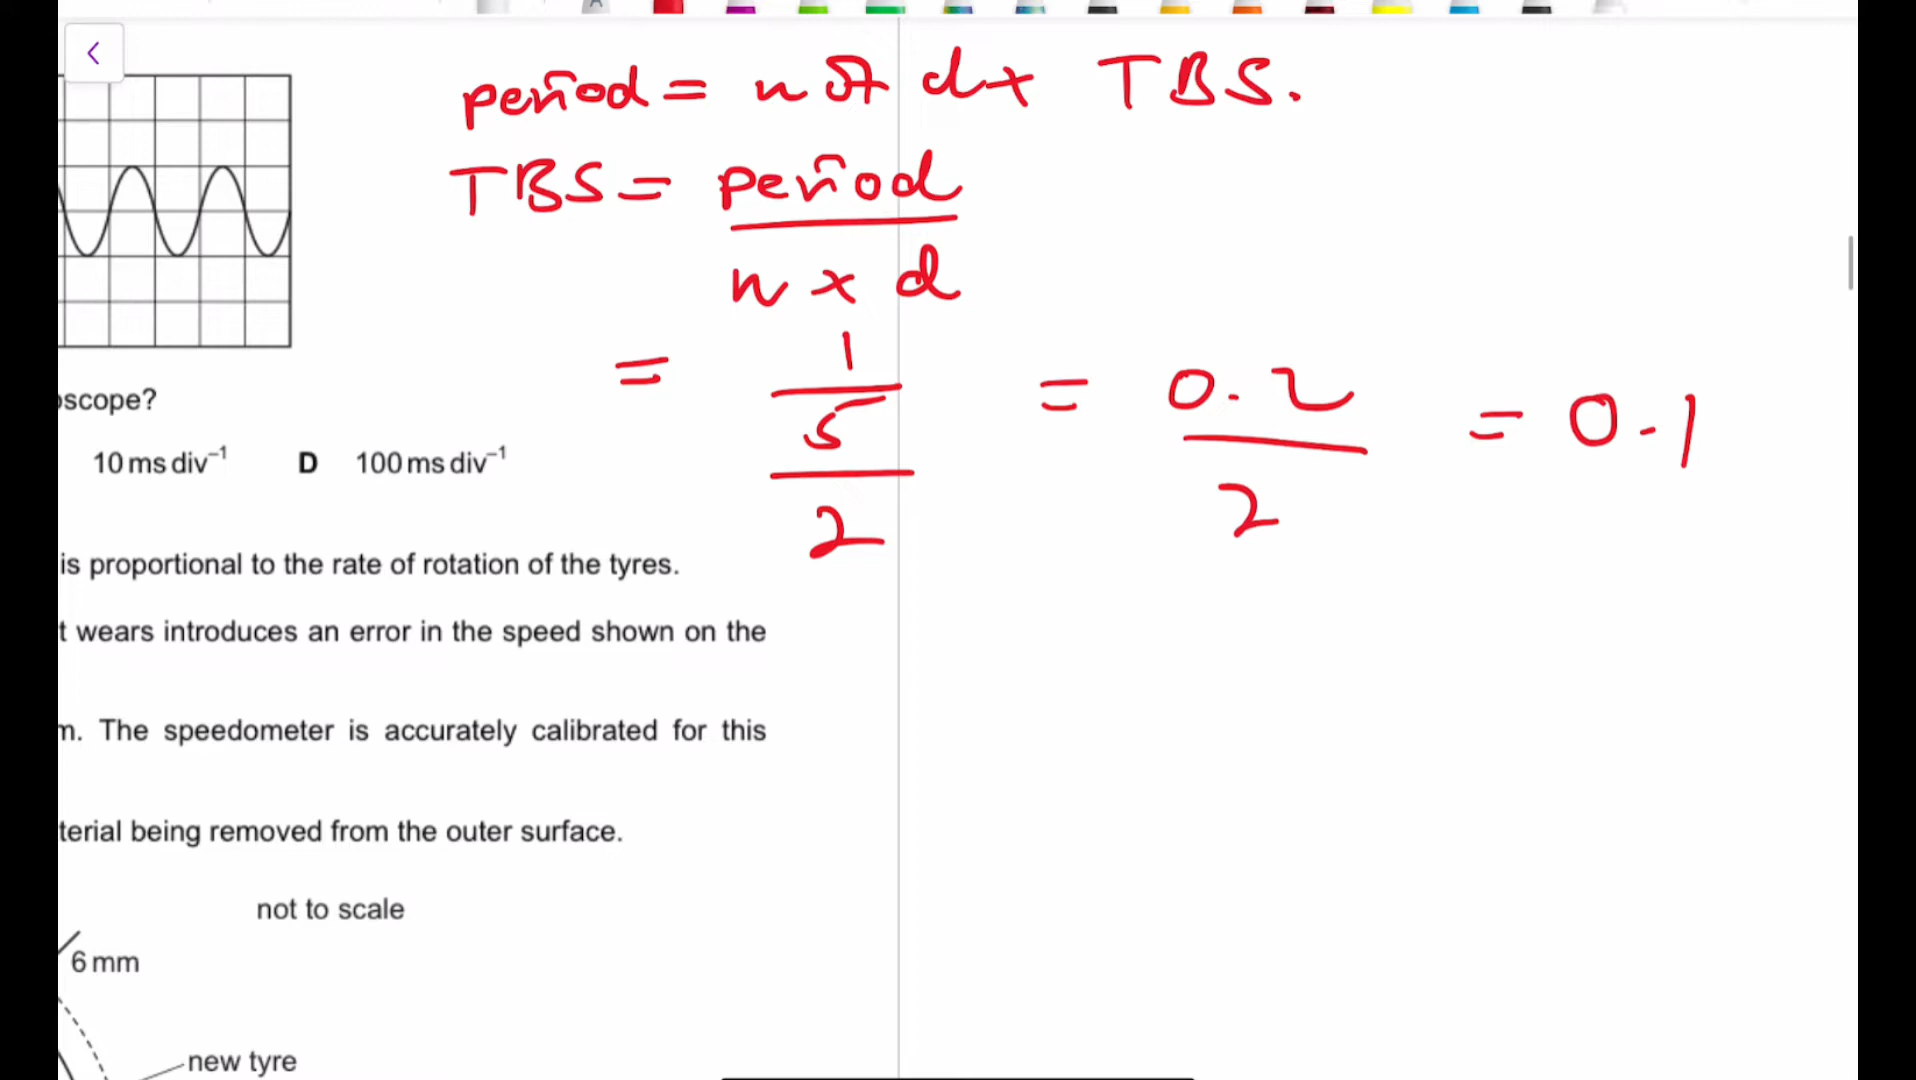 period = n of d x TBS.
TBS = period
n x d
= 1
5
2
= 0.2
2
= 0.1
scope?
10 ms div⁻¹ D 100 ms div⁻¹
is proportional to the rate of rotation of the tyres.
t wears introduces an error in the speed shown on the
m. The speedometer is accurately calibrated for this
terial being removed from the outer surface.
not to scale
6 mm
new tyre